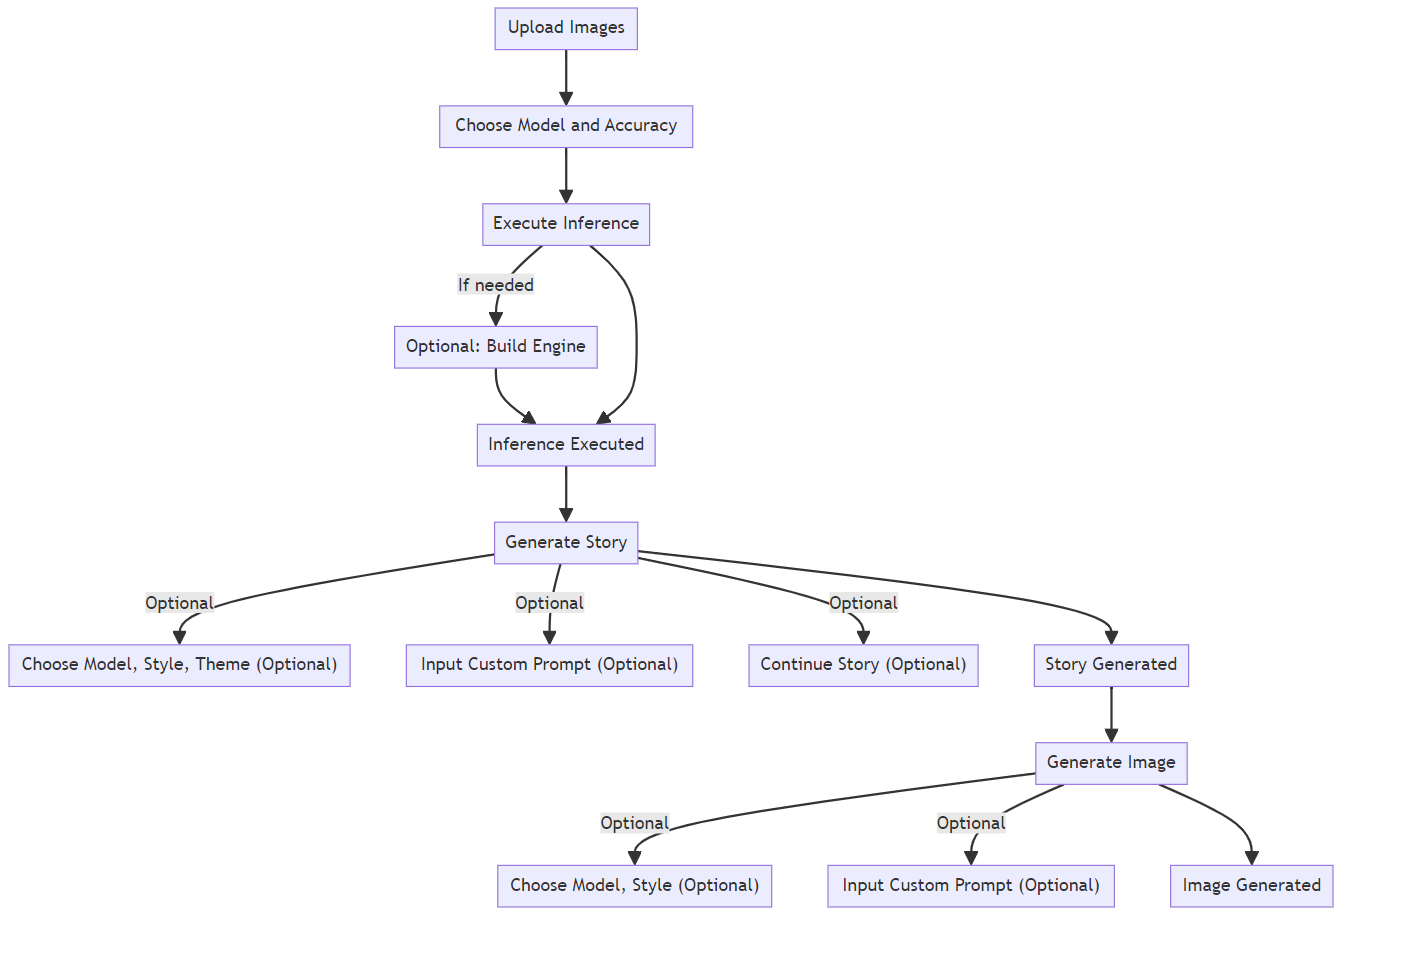 Upload Images
Choose Model and Accuracy
Execute Inference
If needed
Optional: Build Engine
Inference Executed
Generate Story
Optional
Optional
Optional
Choose Model, Style, Theme (Optional)
Input Custom Prompt (Optional)
Continue Story (Optional)
Story Generated
Generate Image
Optional
Optional
Choose Model, Style (Optional)
Input Custom Prompt (Optional)
Image Generated